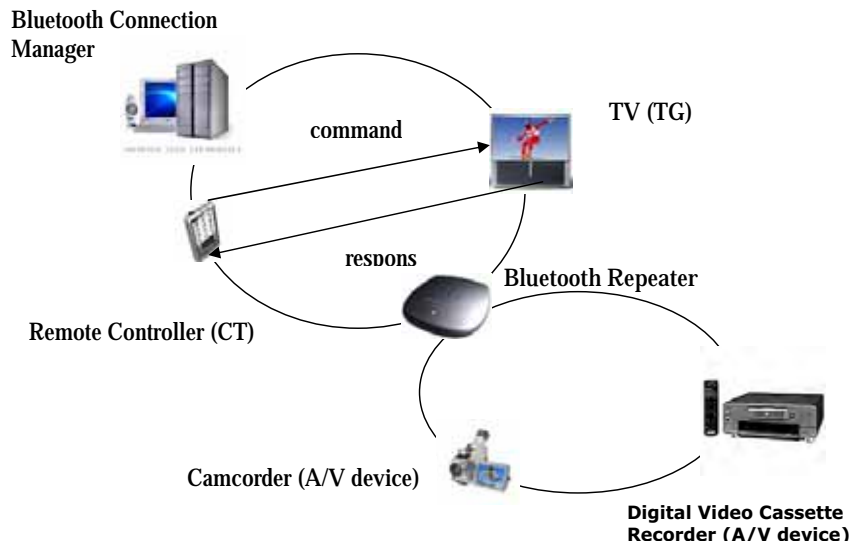 Bluetooth Connection
Manager
TV (TG)
command
respons
Bluetooth Repeater
Remote Controller (CT)
Camcorder (A/V device)
Digital Video Cassette
Recorder (A/V device)